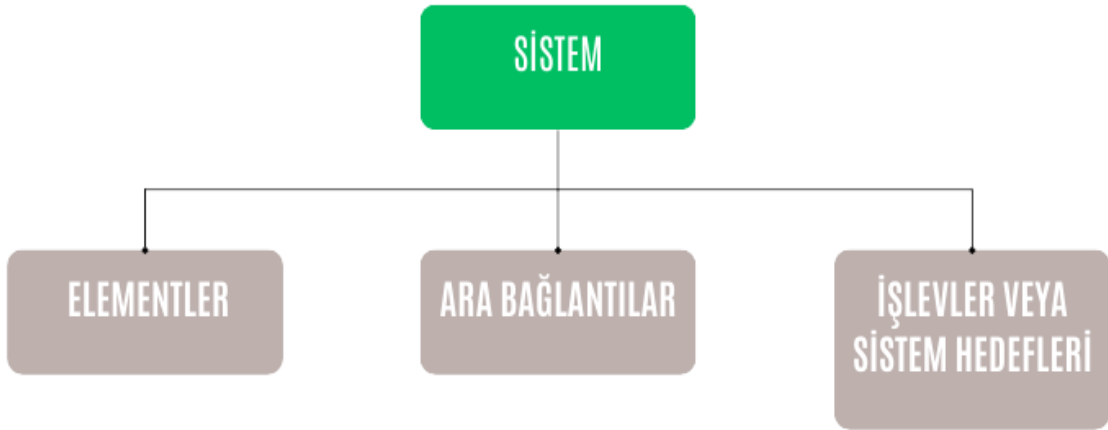 SİSTEM
ELEMENTLER
ARA BAĞLANTILAR
İŞLEVLER VEYA
SİSTEM HEDEFLERİ